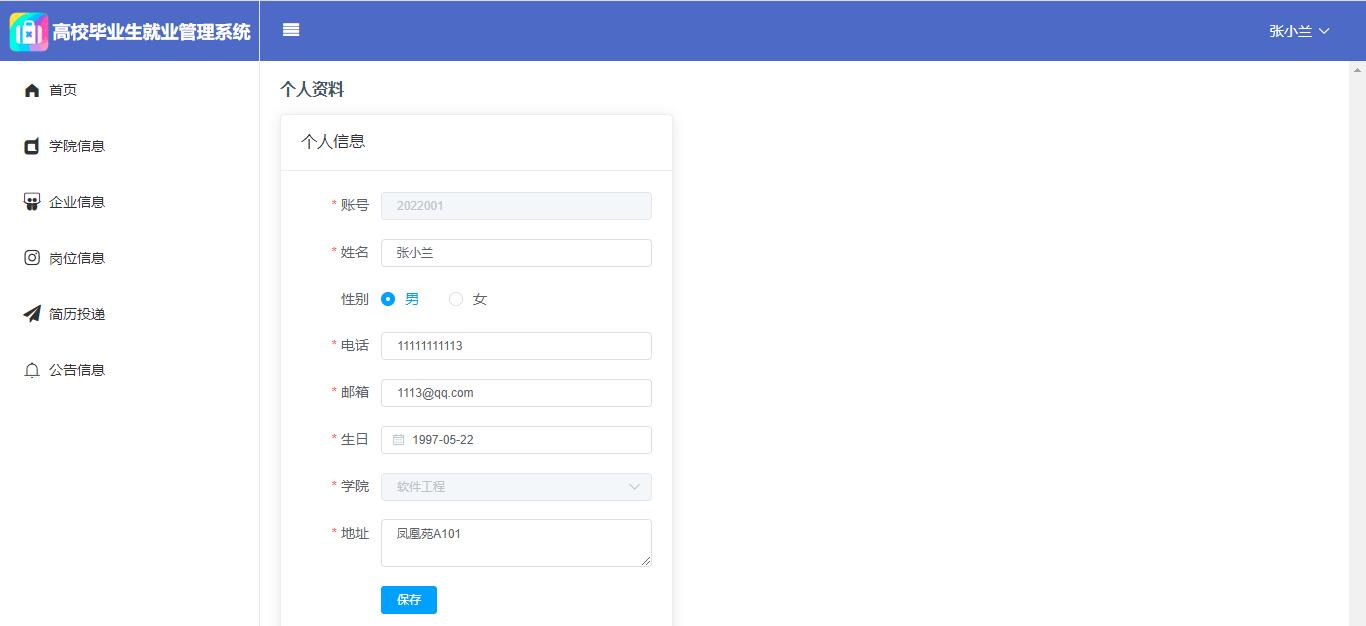 高校毕业生就业管理系统
张小兰
首页
学院信息
企业信息
岗位信息
简历投递
公告信息
个人资料
个人信息
* 账号 2022001
* 姓名 张小兰
性别 男 女
* 电话 11111111113
* 邮箱 1113@qq.com
* 生日 1997-05-22
* 学院 软件工程
* 地址 凤凰苑A101
保存